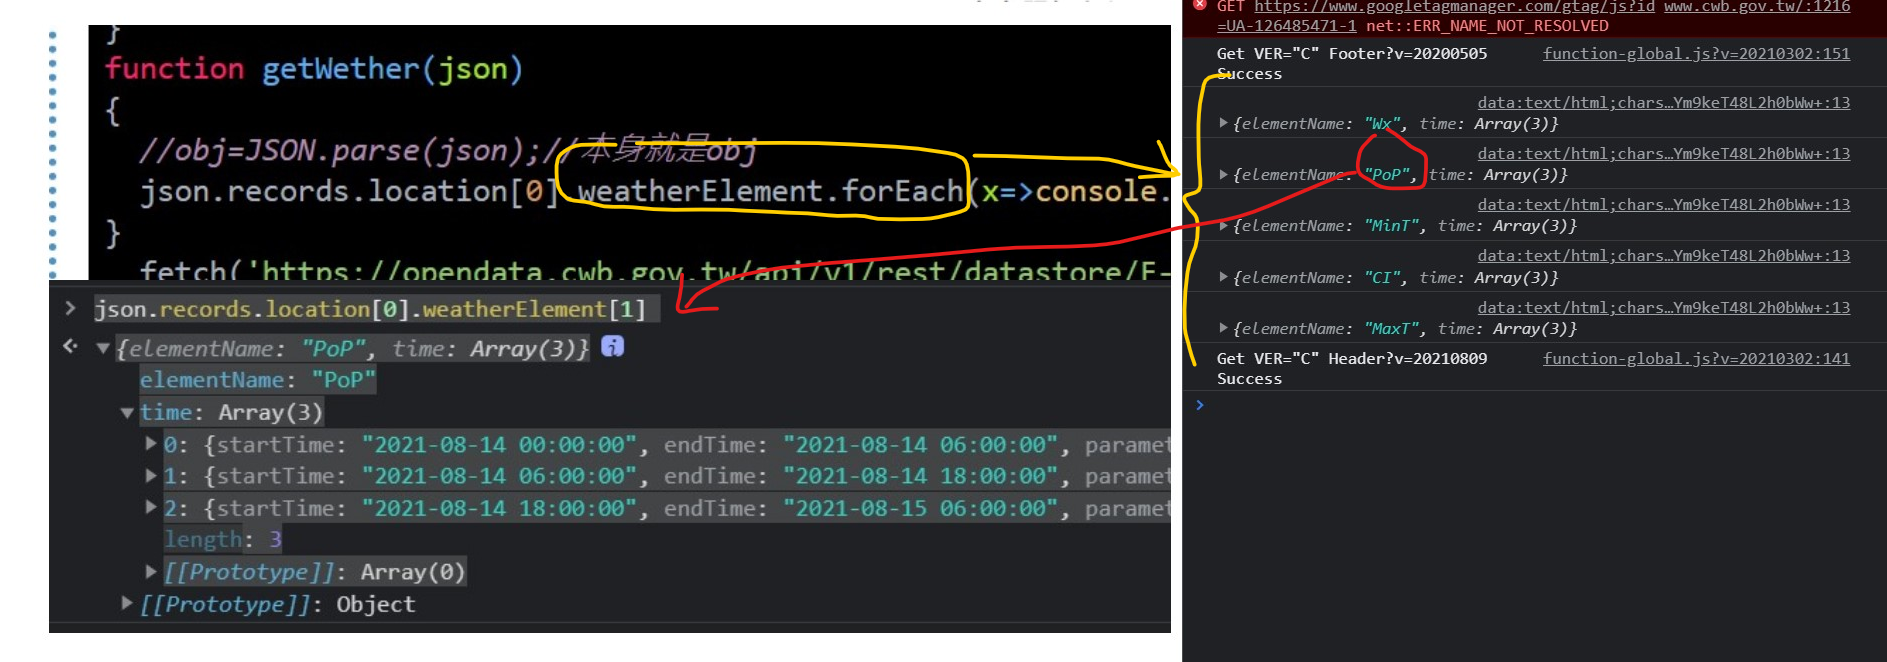 }
function getWether(json)
{
//obj=JSON.parse(json);//本身就是obj
json.records.location[0] weatherElement.forEach(x=>console.
}
fetch('https://opendata.cwb.gov.tw/api/v1/rest/datastore/F-
> json.records.location[0].weatherElement[1]
{elementName: "PoP", time: Array(3)} i
elementName: "PoP"
time: Array(3)
0: {startTime: "2021-08-14 00:00:00", endTime: "2021-08-14 06:00:00", paramet
1: {startTime: "2021-08-14 06:00:00", endTime: "2021-08-14 18:00:00", paramet
2: {startTime: "2021-08-14 18:00:00", endTime: "2021-08-15 06:00:00", paramet
length: 3
[[Prototype]]: Array(0)
[[Prototype]]: Object
GET https://www.googletagmanager.com/gtag/js?id www.cwb.gov.tw/:1216
=UA-126485471-1 net::ERR_NAME_NOT_RESOLVED
Get VER="C" Footer?v=20200505 function-global.js?v=20210302:151
Success
data:text/html;chars…Ym9keT48L2h0bWw+:13
{elementName: "Wx", time: Array(3)}
data:text/html;chars…Ym9keT48L2h0bWw+:13
{elementName: "PoP", time: Array(3)}
data:text/html;chars…Ym9keT48L2h0bWw+:13
{elementName: "MinT", time: Array(3)}
data:text/html;chars…Ym9keT48L2h0bWw+:13
{elementName: "CI", time: Array(3)}
data:text/html;chars…Ym9keT48L2h0bWw+:13
{elementName: "MaxT", time: Array(3)}
Get VER="C" Header?v=20210809 function-global.js?v=20210302:141
Success
>